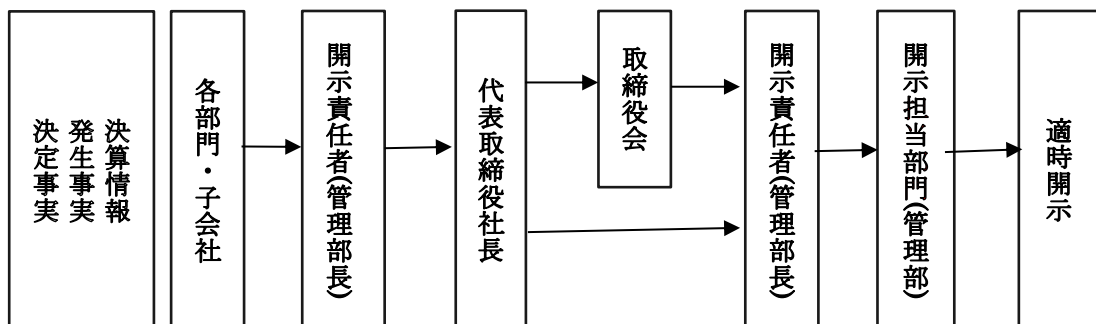 決算情報
発生事実
決定事実
各部門・子会社
開示責任者(管理部長)
代表取締役社長
取締役会
開示責任者(管理部長)
開示担当部門(管理部)
適時開示